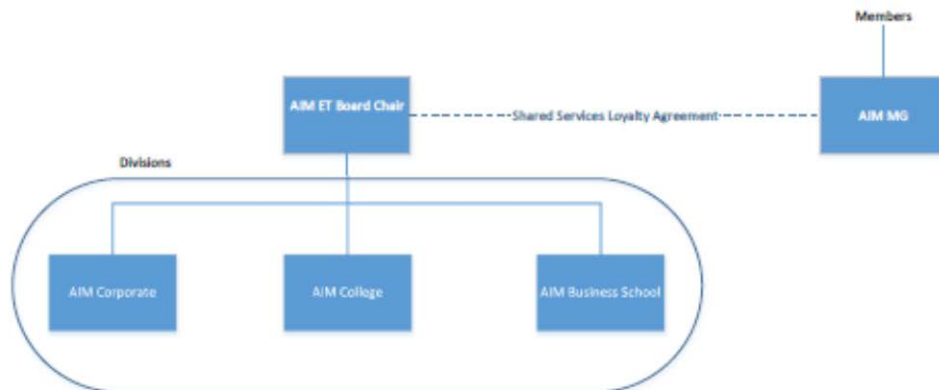 Members
AIM ET Board Chair
Shared Services Loyalty Agreement
AIM MG
Divisions
AIM Corporate
AIM College
AIM Business School